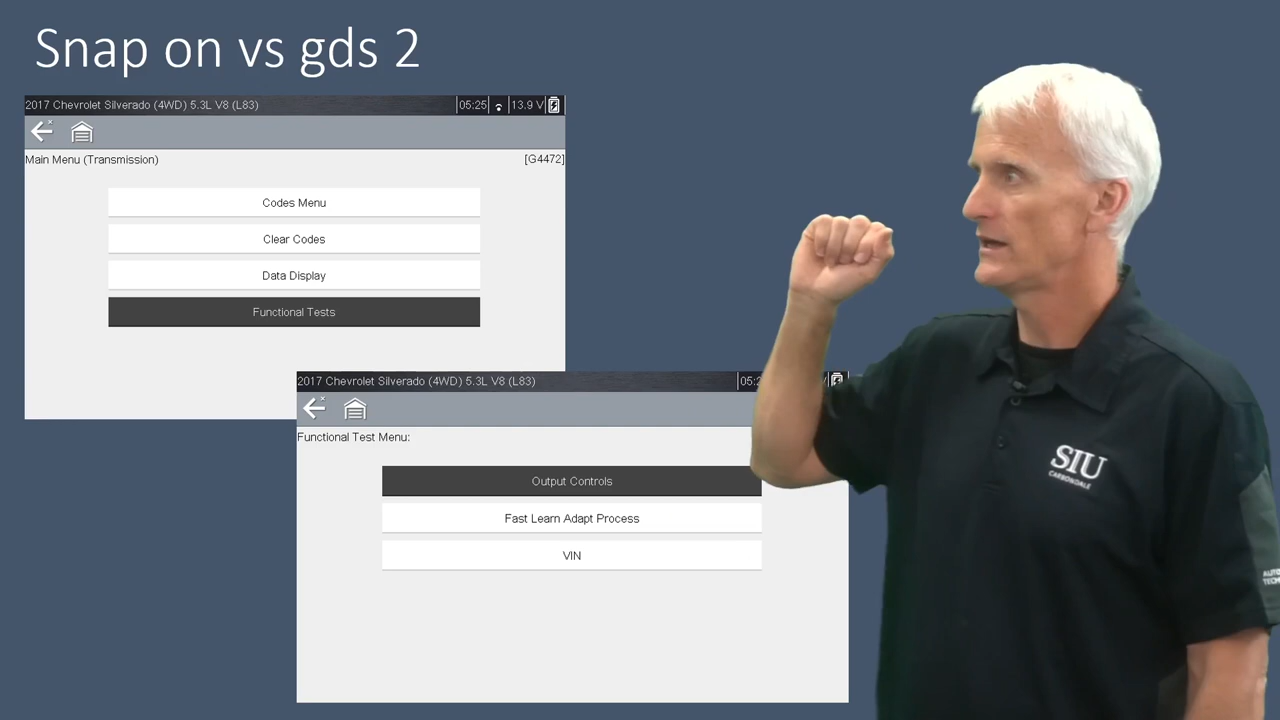 Snap on vs gds 2
2017 Chevrolet Silverado (4WD) 5.3L V8 (L83)
05:25
13.9 V
Main Menu (Transmission)
[G4472]
Codes Menu
Clear Codes
Data Display
Functional Tests
2017 Chevrolet Silverado (4WD) 5.3L V8 (L83)
Functional Test Menu:
Output Controls
Fast Learn Adapt Process
VIN
SIU
CARBONDALE